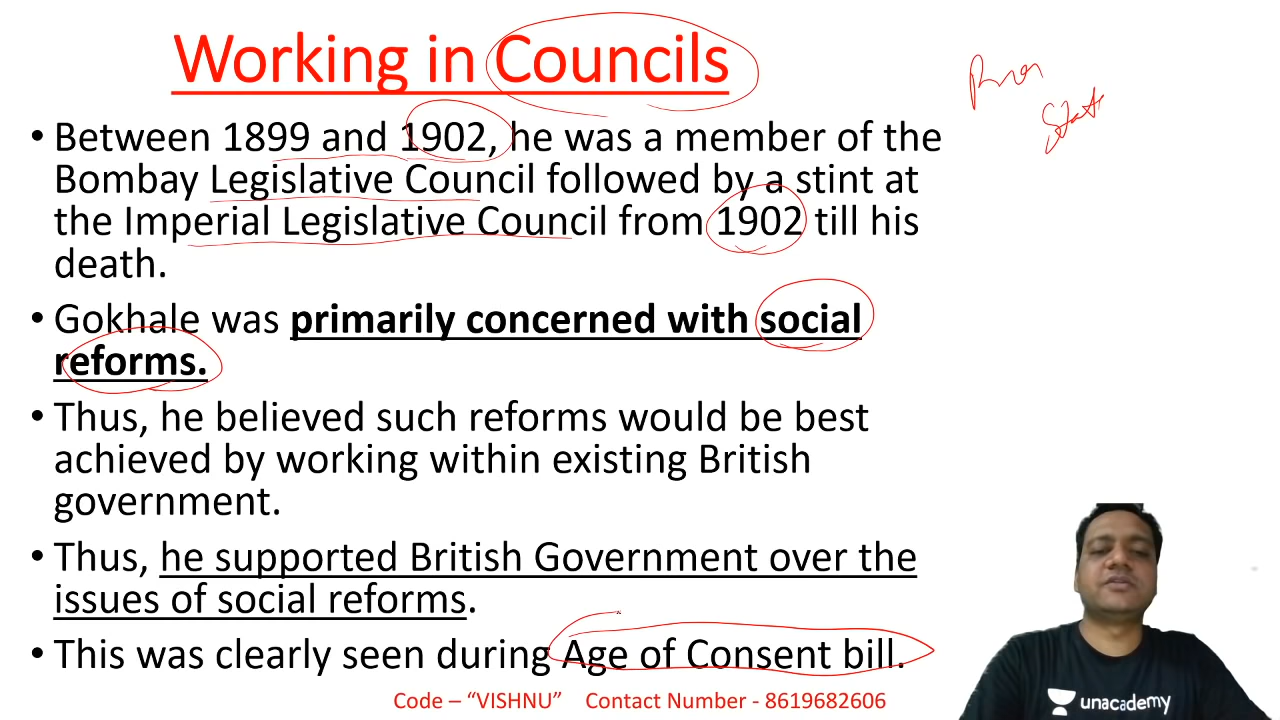 Working in Councils
• Between 1899 and 1902, he was a member of the
Bombay Legislative Council followed by a stint at
the Imperial Legislative Council from 1902 till his
death.
• Gokhale was primarily concerned with social
reforms.
• Thus, he believed such reforms would be best
achieved by working within existing British
government.
• Thus, he supported British Government over the
issues of social reforms.
• This was clearly seen during Age of Consent bill.
Code – “VISHNU” Contact Number - 8619682606
unacademy